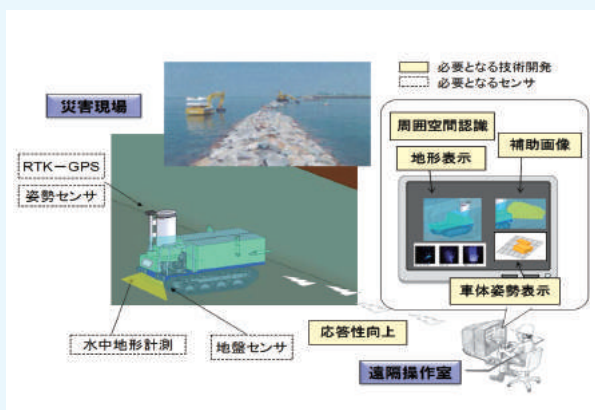 必要となる技術開発
必要となるセンサ
災害現場
周囲空間認識
地形表示
補助画像
RTK－GPS
姿勢センサ
車体姿勢表示
水中地形計測
地盤センサ
応答性向上
遠隔操作室